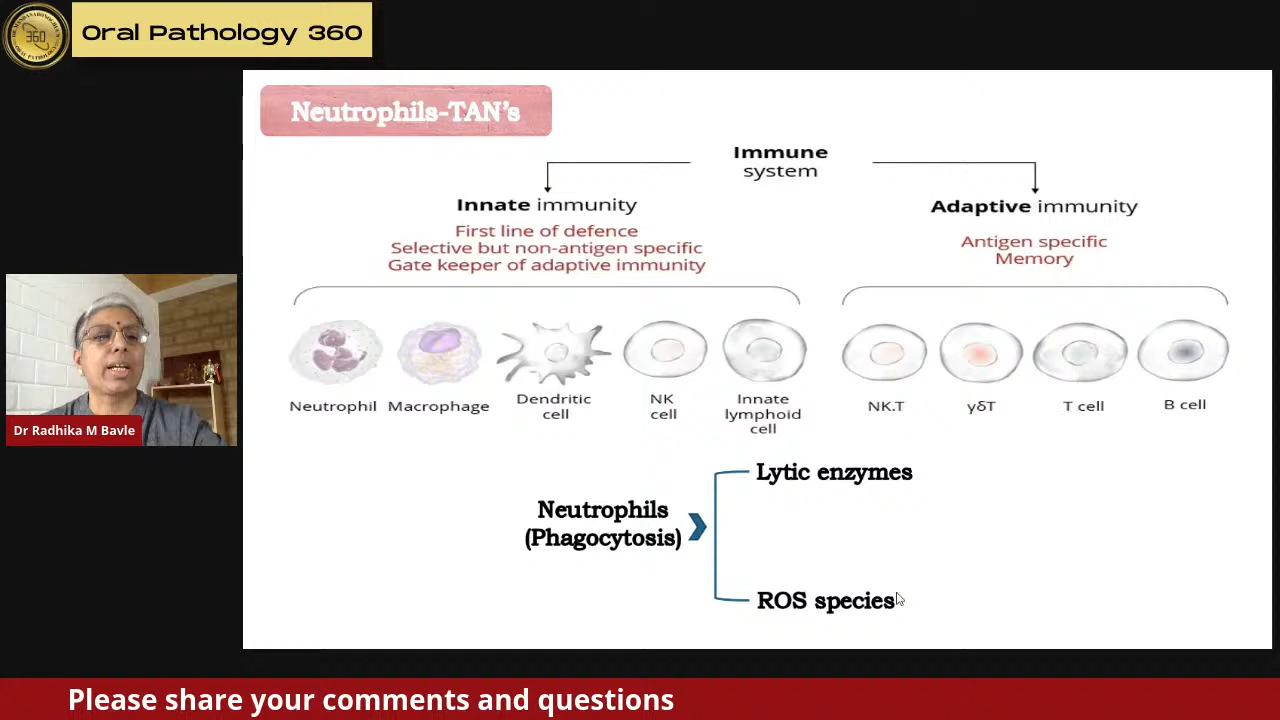 360
Oral Pathology 360
Neutrophils-TAN's
Immune
system
Innate immunity
First line of defence
Selective but non-antigen specific
Gate keeper of adaptive immunity
Adaptive immunity
Antigen specific
Memory
Neutrophil
Macrophage
Dendritic
cell
NK
cell
Innate
lymphoid
cell
NK.T
γδT
T cell
B cell
Neutrophils
(Phagocytosis)
Lytic enzymes
ROS species
Dr Radhika M Bavle
Please share your comments and questions